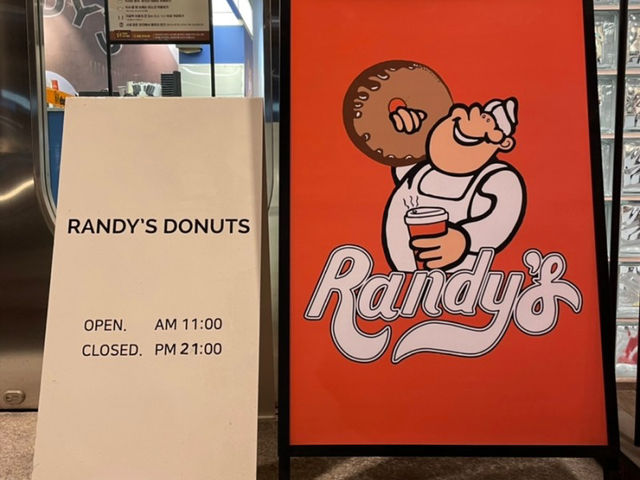 RANDY'S DONUTS
OPEN. AM 11:00
CLOSED. PM 21:00
Randy's